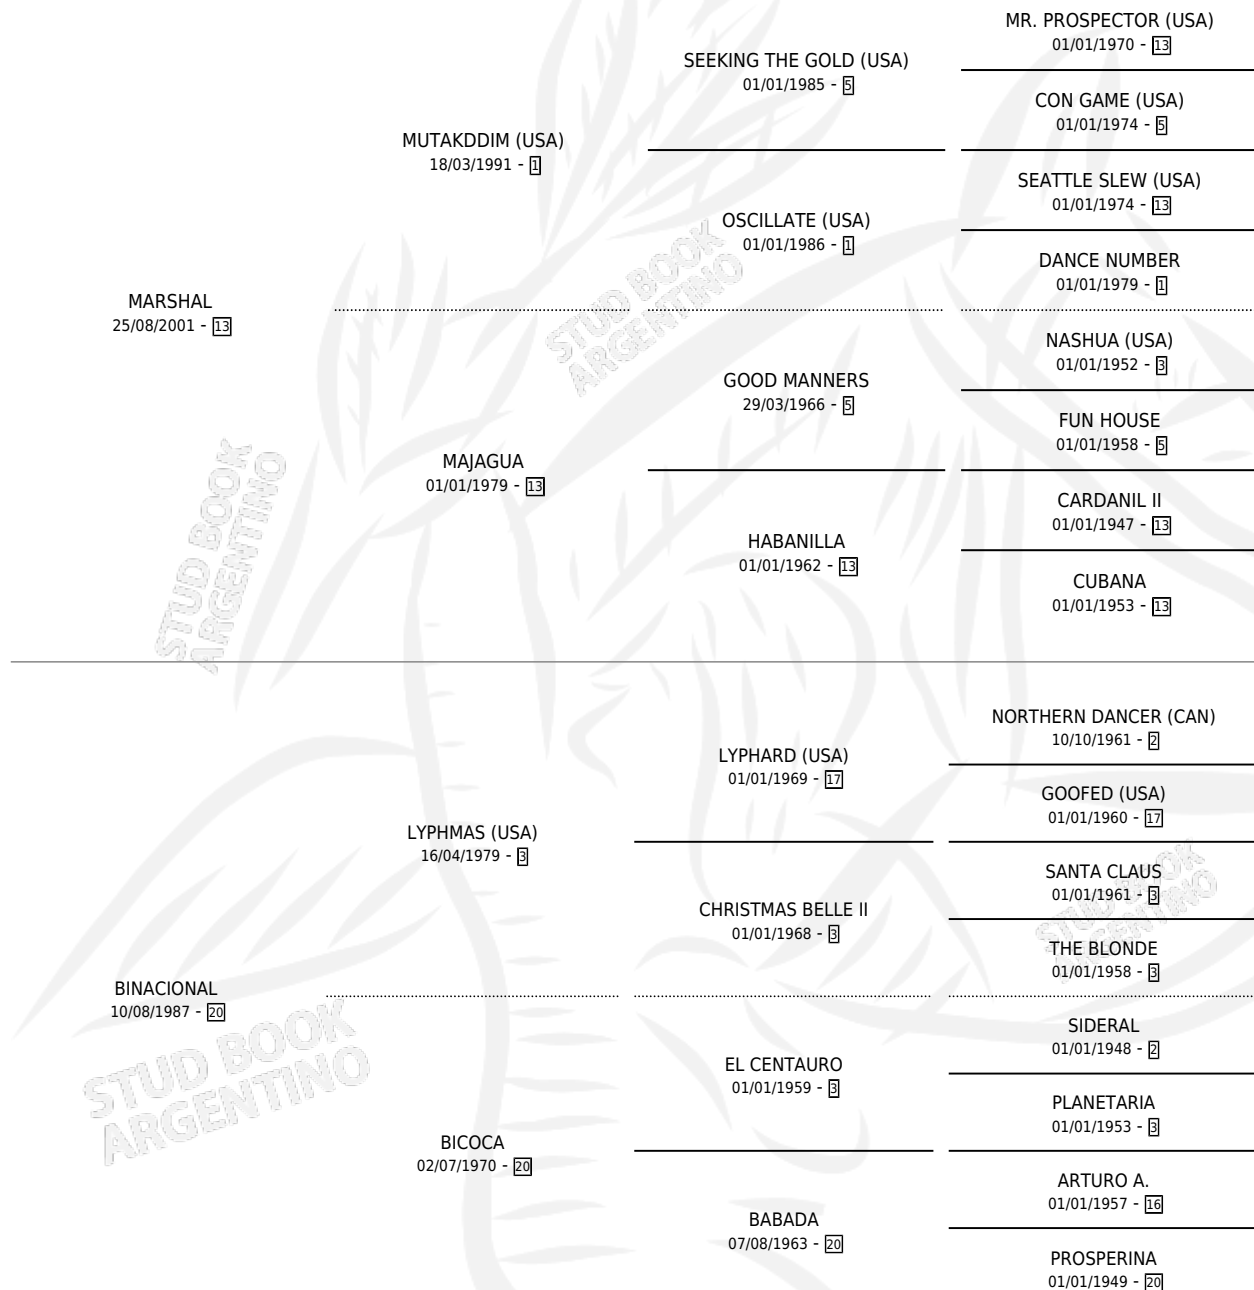 MR. PROSPECTOR (USA)
01/01/1970 - 13
SEEKING THE GOLD (USA)
01/01/1985 - 5
CON GAME (USA)
01/01/1974 - 5
MUTAKDDIM (USA)
18/03/1991 - 1
SEATTLE SLEW (USA)
01/01/1974 - 13
OSCILLATE (USA)
01/01/1986 - 1
DANCE NUMBER
01/01/1979 - 1
MARSHAL
25/08/2001 - 13
STUD BOOK
ARGENTINO
NASHUA (USA)
01/01/1952 - 3
GOOD MANNERS
29/03/1966 - 5
FUN HOUSE
01/01/1958 - 5
MAJAGUA
01/01/1979 - 13
CARDANIL II
01/01/1947 - 13
HABANILLA
01/01/1962 - 13
CUBANA
01/01/1953 - 13
STUD BOOK
ARGENTINO
NORTHERN DANCER (CAN)
10/10/1961 - 2
LYPHARD (USA)
01/01/1969 - 17
GOOFED (USA)
01/01/1960 - 17
LYPHMAS (USA)
16/04/1979 - 3
SANTA CLAUS
01/01/1961 - 3
CHRISTMAS BELLE II
01/01/1968 - 3
STUD BOOK
ARGENTINO
THE BLONDE
01/01/1958 - 3
BINACIONAL
10/08/1987 - 20
SIDERAL
01/01/1948 - 2
EL CENTAURO
01/01/1959 - 3
STUD BOOK
ARGENTINO
PLANETARIA
01/01/1953 - 3
BICOCA
02/07/1970 - 20
ARTURO A.
01/01/1957 - 16
BABADA
07/08/1963 - 20
PROSPERINA
01/01/1949 - 20